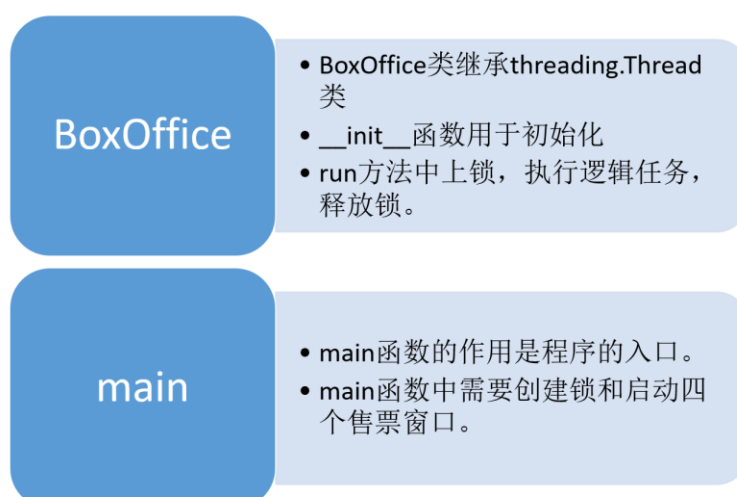 BoxOffice
• BoxOffice类继承threading.Thread
类
• __init__函数用于初始化
• run方法中上锁，执行逻辑任务，
释放锁。
main
• main函数的作用是程序的入口。
• main函数中需要创建锁和启动四
个售票窗口。